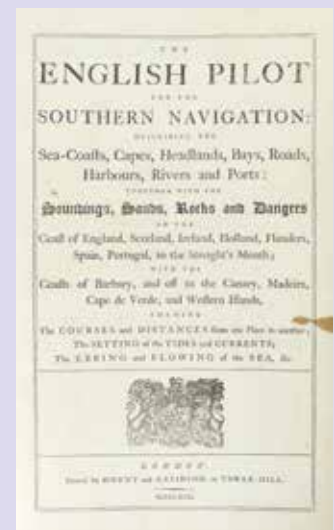 THE
ENGLISH PILOT
FOR THE
SOUTHERN NAVIGATION:
DESCRIBING THE
Sea-Coasts, Capes, Headlands, Bays, Roads,
Harbours, Rivers and Ports:
TOGETHER WITH THE
Soundings, Sands, Rocks and Dangers
ON THE
Coast of England, Scotland, Ireland, Holland, Flanders,
Spain, Portugal, to the Streight's Mouth;
WITH THE
Coasts of Barbary, and off to the Canary, Madeira,
Cape de Verde, and Western Islands,
SHEWING
The COURSES and DISTANCES from one Place to another;
The SETTING of the TIDES and CURRENTS;
The EBBING and FLOWING of the SEA, &c.
LONDON:
Printed by MOUNT and DAVIDSON, on TOWER-HILL.